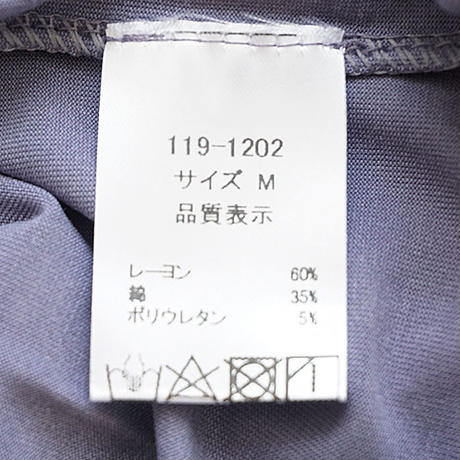 119-1202
サイズ M
品質表示
レーヨン 60%
綿 35%
ポリウレタン 5%